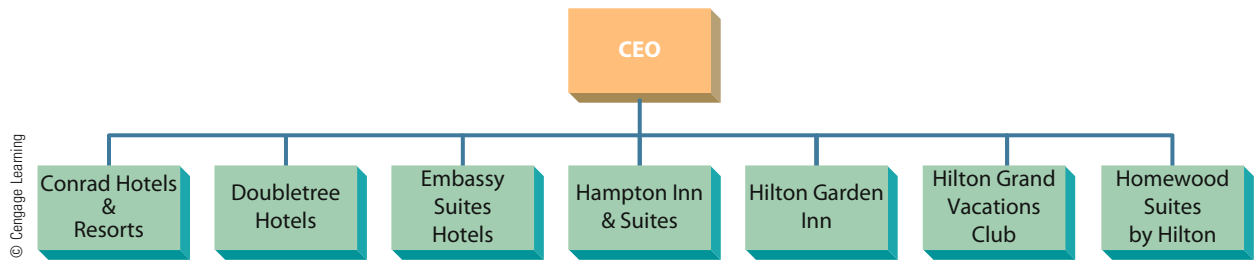 CEO
© Cengage Learning
Conrad Hotels
&
Resorts
Doubletree
Hotels
Embassy
Suites
Hotels
Hampton Inn
& Suites
Hilton Garden
Inn
Hilton Grand
Vacations
Club
Homewood
Suites
by Hilton